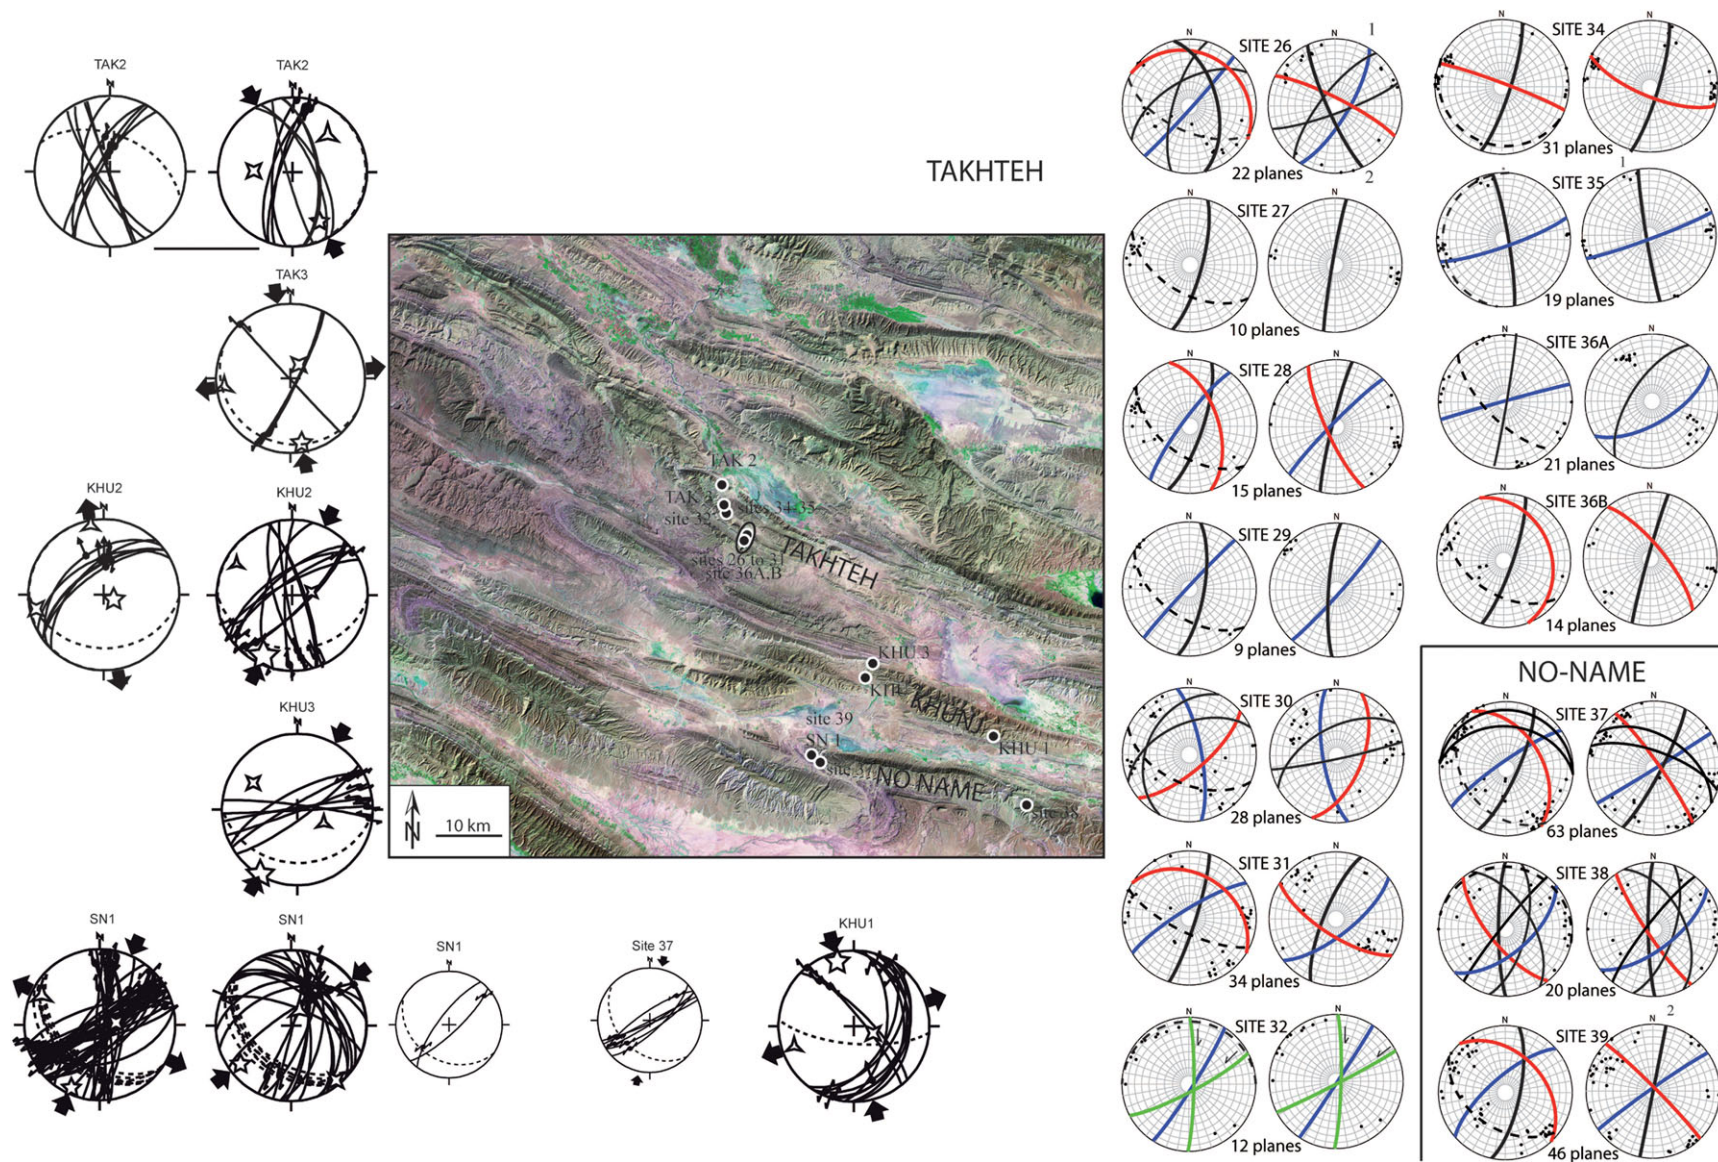 TAK2
N
TAK2
N
TAK3
N
KHU2
N
KHU2
N
KHU3
N
SN1
N
SN1
N
SN1
N
Site 37
N
KHU1
N
TAKHTEH
TAK 2
TAK 3
site 32
sites 34-35
sites 26 to 31
site 36A,B
TAKHTEH
KHU 3
KHUNJ
KHU 1
site 39
SN 1
site 37
NO-NAME
site 38
N
10 km
N
SITE 26
N
1
22 planes
2
N
SITE 27
N
10 planes
N
SITE 28
N
15 planes
N
SITE 29
N
9 planes
N
SITE 30
N
28 planes
N
SITE 31
N
34 planes
N
SITE 32
N
12 planes
N
SITE 34
N
31 planes
N
1
SITE 35
N
19 planes
N
SITE 36A
N
21 planes
N
SITE 36B
N
14 planes
NO-NAME
N
SITE 37
N
63 planes
N
SITE 38
N
20 planes
N
SITE 39
2
N
46 planes